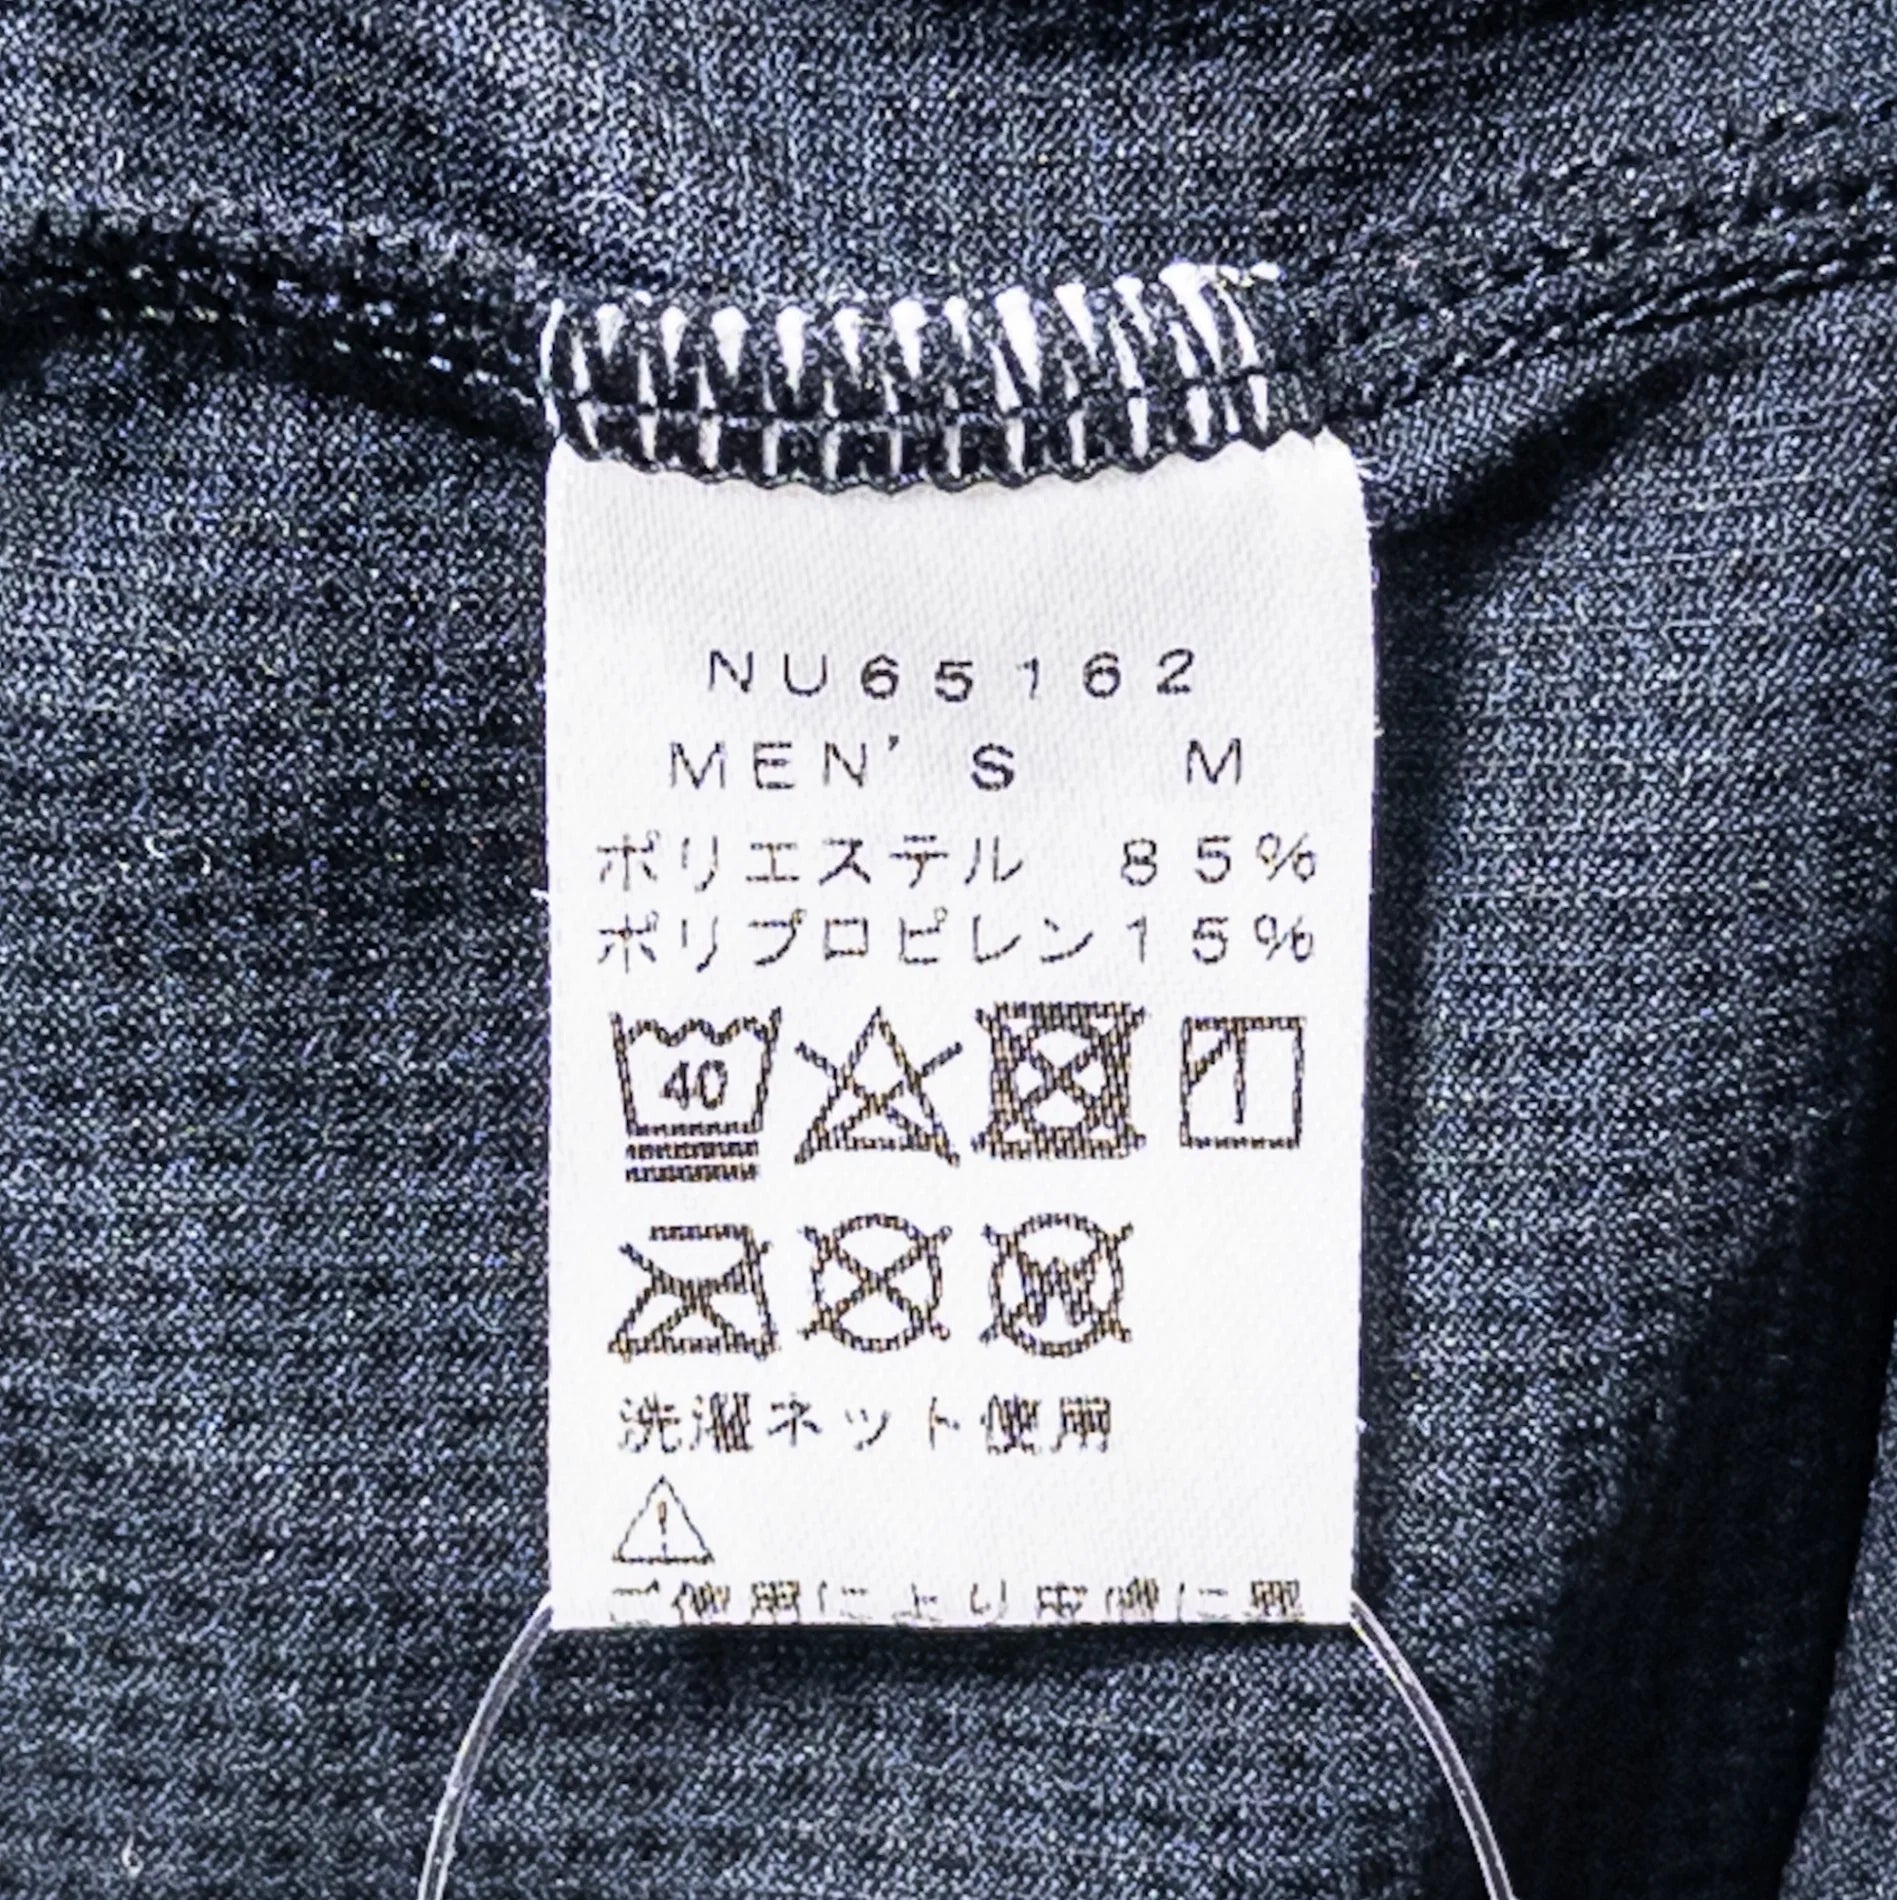 NU65162
MEN'S M
ポリエステル 85%
ポリプロピレン15%
40
W
洗濯ネット使用